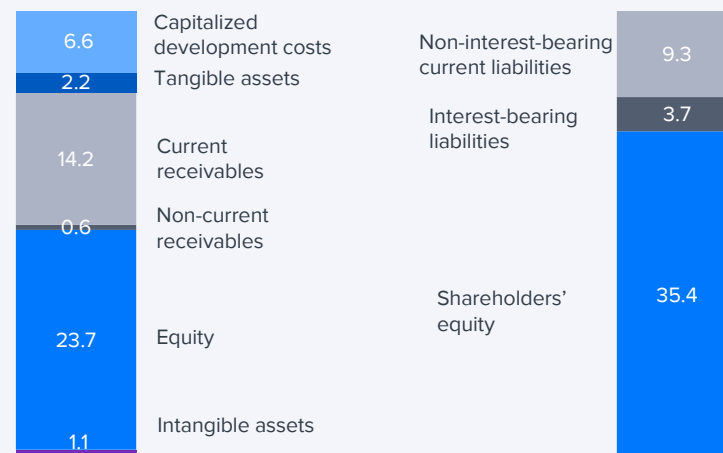 6.6
Capitalized
development costs
2.2
Tangible assets
14.2
Current
receivables
0.6
Non-current
receivables
23.7
Equity
1.1
Intangible assets
Non-interest-bearing
current liabilities
9.3
Interest-bearing
liabilities
3.7
Shareholders’
equity
35.4